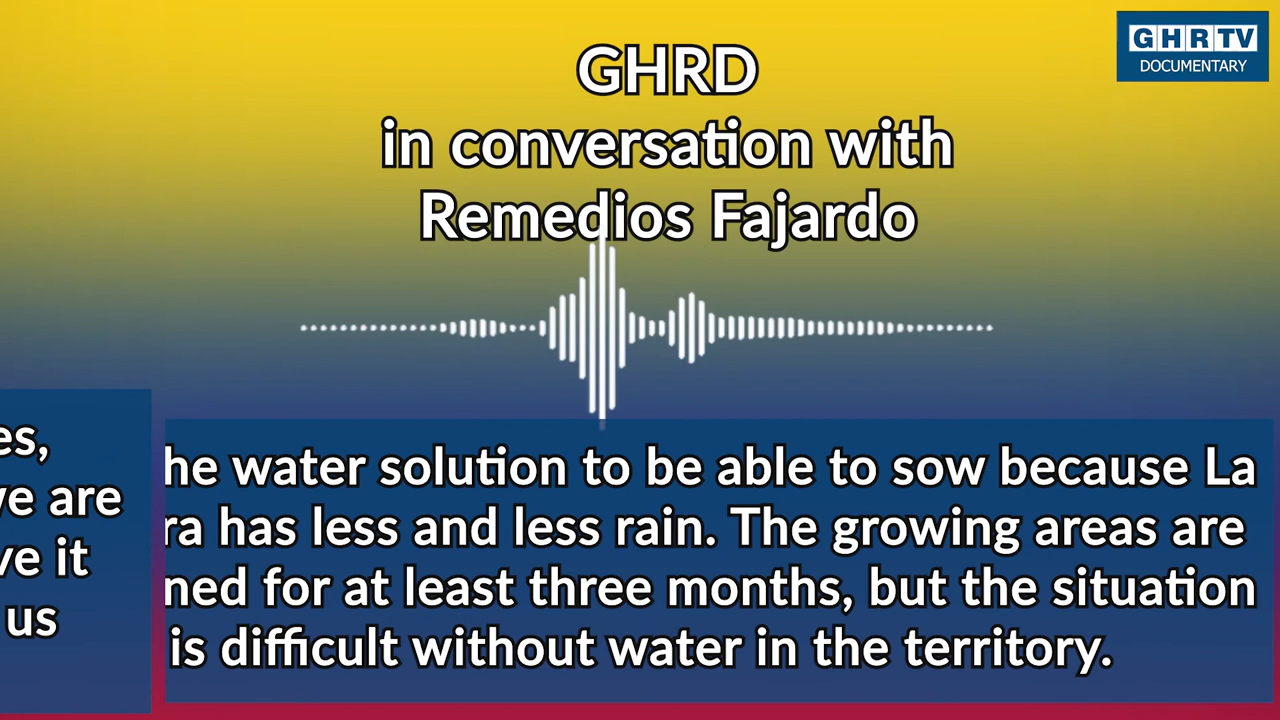 GHRTV
DOCUMENTARY
GHRD
in conversation with
Remedios Fajardo
es,
ve are
ve it
us
he water solution to be able to sow because La
ra has less and less rain. The growing areas are
ned for at least three months, but the situation
is difficult without water in the territory.